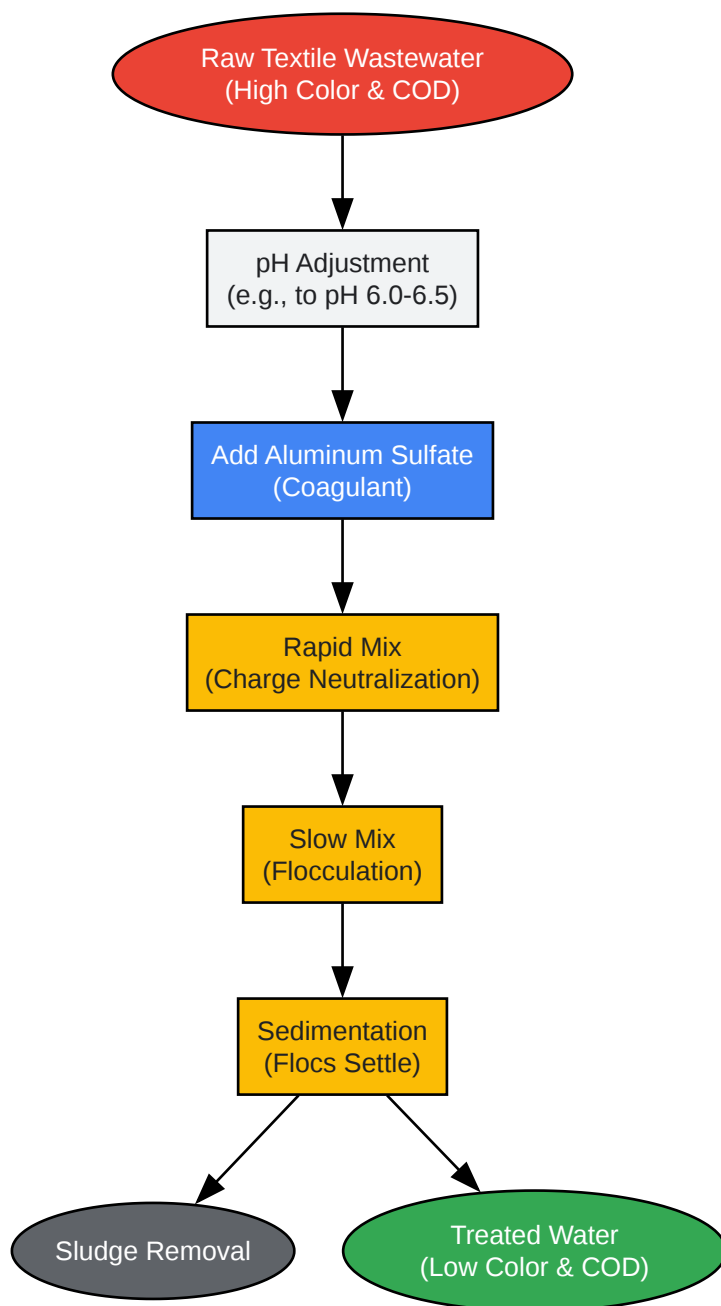 Raw Textile Wastewater
(High Color & COD)
pH Adjustment
(e.g., to pH 6.0-6.5)
Add Aluminum Sulfate
(Coagulant)
Rapid Mix
(Charge Neutralization)
Slow Mix
(Flocculation)
Sedimentation
(Flocs Settle)
Sludge Removal
Treated Water
(Low Color & COD)